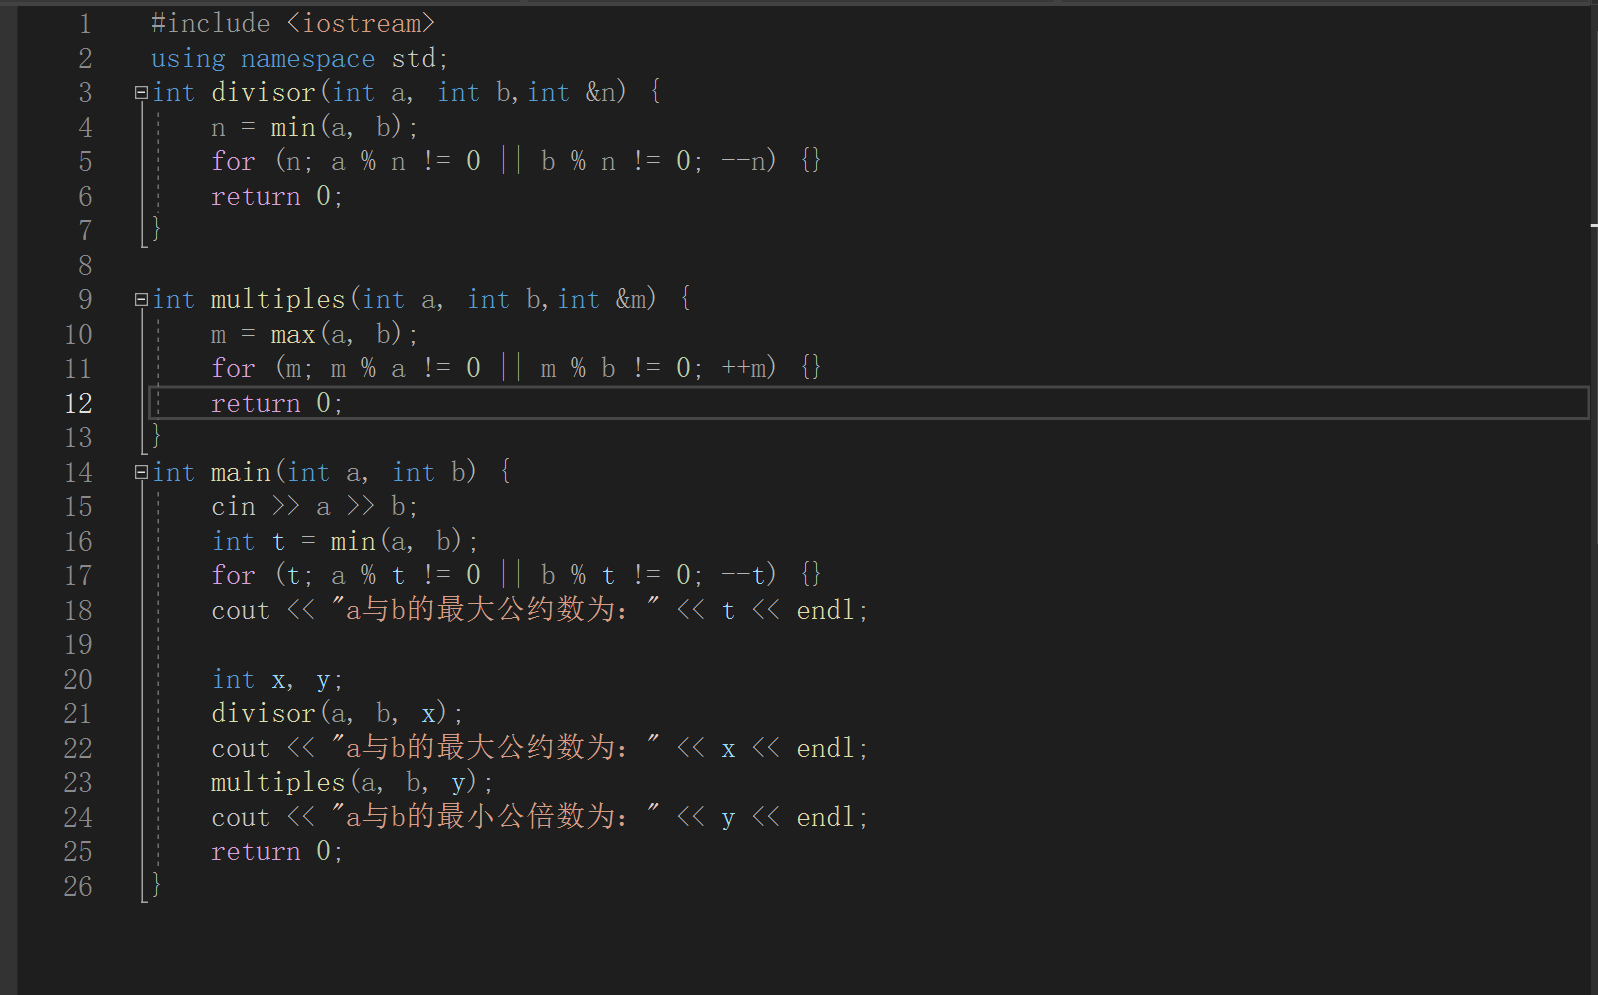 1 #include <iostream>
2 using namespace std;
3 int divisor(int a, int b,int &n) {
4 n = min(a, b);
5 for (n; a % n != 0 || b % n != 0; --n) {}
6 return 0;
7 }
8
9 int multiples(int a, int b,int &m) {
10 m = max(a, b);
11 for (m; m % a != 0 || m % b != 0; ++m) {}
12 return 0;
13 }
14 int main(int a, int b) {
15 cin >> a >> b;
16 int t = min(a, b);
17 for (t; a % t != 0 || b % t != 0; --t) {}
18 cout << "a与b的最大公约数为：" << t << endl;
19
20 int x, y;
21 divisor(a, b, x);
22 cout << "a与b的最大公约数为：" << x << endl;
23 multiples(a, b, y);
24 cout << "a与b的最小公倍数为：" << y << endl;
25 return 0;
26 }